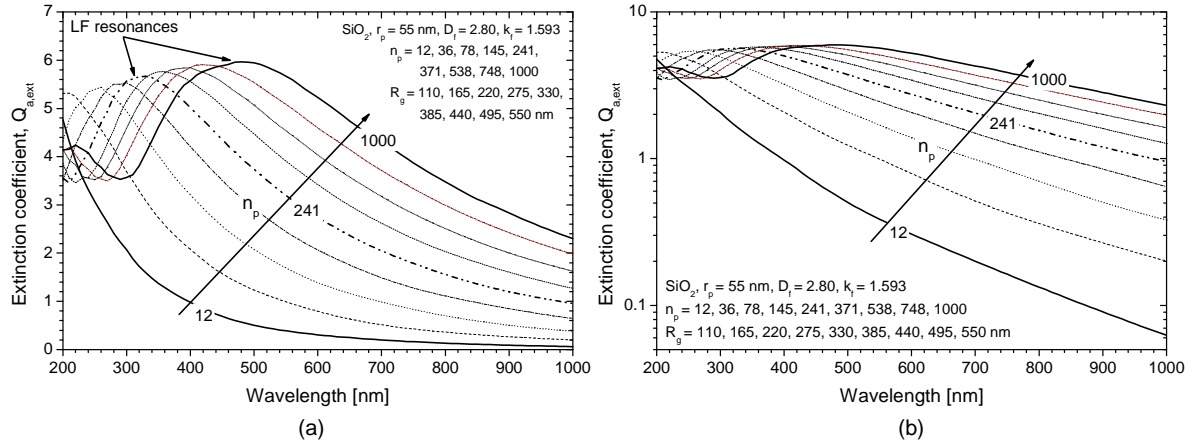 LF resonances
SiO2, rp = 55 nm, Df = 2.80, kf = 1.593
np = 12, 36, 78, 145, 241,
371, 538, 748, 1000
Rg = 110, 165, 220, 275, 330,
385, 440, 495, 550 nm
1000
np
241
12
Extinction coefficient, Qa,ext
7
6
5
4
3
2
1
0
200 300 400 500 600 700 800 900 1000
Wavelength [nm]
(a)
1000
241
np
12
SiO2, rp = 55 nm, Df = 2.80, kf = 1.593
np = 12, 36, 78, 145, 241, 371, 538, 748, 1000
Rg = 110, 165, 220, 275, 330, 385, 440, 495, 550 nm
Extinction coefficient, Qa,ext
10
1
0.1
200 300 400 500 600 700 800 900 1000
Wavelength [nm]
(b)